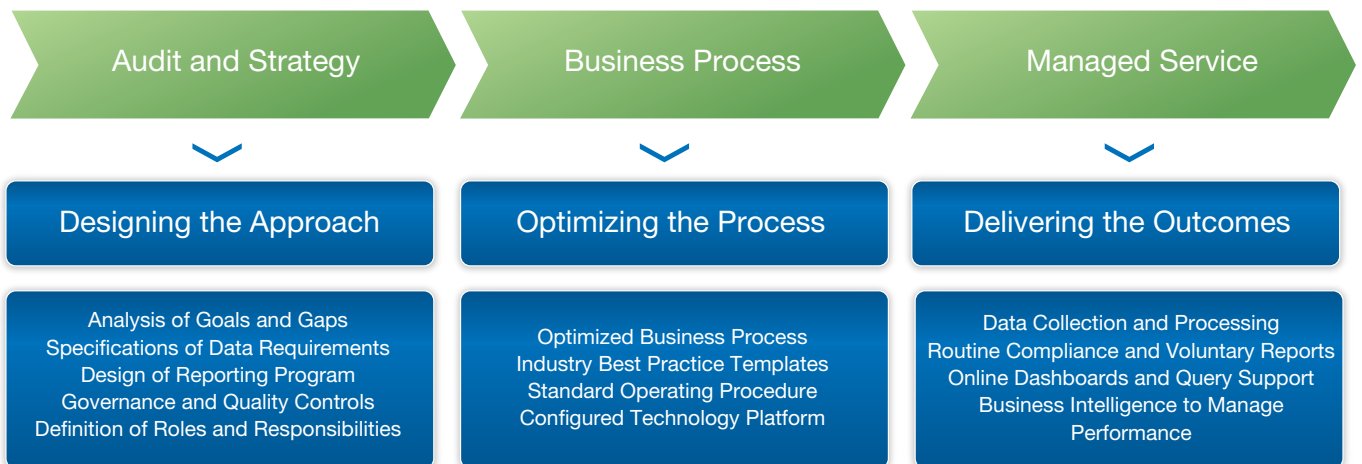 Audit and Strategy
Business Process
Managed Service
Designing the Approach
Optimizing the Process
Delivering the Outcomes
Analysis of Goals and Gaps
Specifications of Data Requirements
Design of Reporting Program
Governance and Quality Controls
Definition of Roles and Responsibilities
Optimized Business Process
Industry Best Practice Templates
Standard Operating Procedure
Configured Technology Platform
Data Collection and Processing
Routine Compliance and Voluntary Reports
Online Dashboards and Query Support
Business Intelligence to Manage
Performance